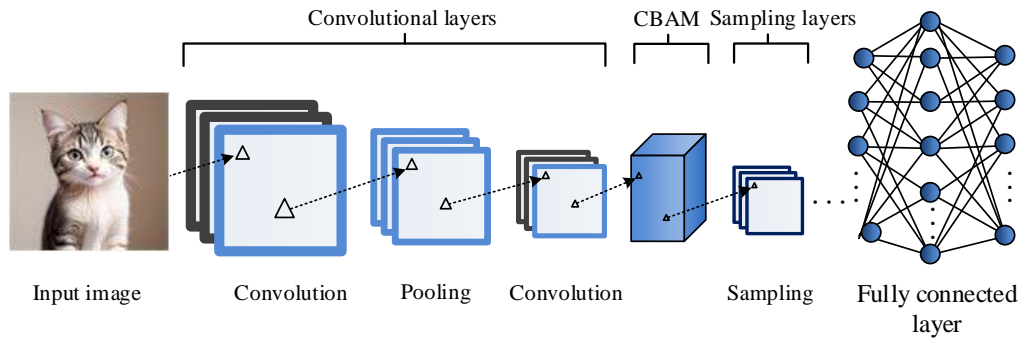 Convolutional layers
CBAM
Sampling layers
Input image
Convolution
Pooling
Convolution
Sampling
Fully connected
layer